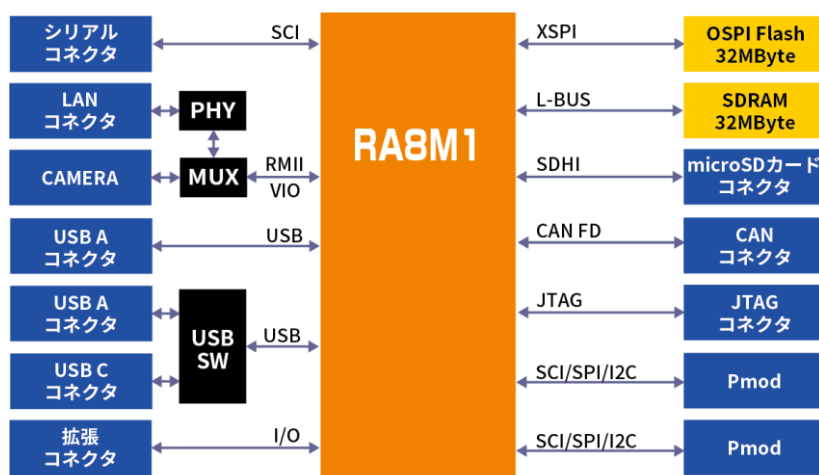 シリアル
コネクタ
SCI
LAN
コネクタ
PHY
CAMERA
MUX
RMII
VIO
USB A
コネクタ
USB
USB A
コネクタ
USB C
コネクタ
USB
SW
USB
拡張
コネクタ
I/O
RA8M1
XSPI
OSPI Flash
32MByte
L-BUS
SDRAM
32MByte
SDHI
microSDカード
コネクタ
CAN FD
CAN
コネクタ
JTAG
JTAG
コネクタ
SCI/SPI/I2C
Pmod
SCI/SPI/I2C
Pmod